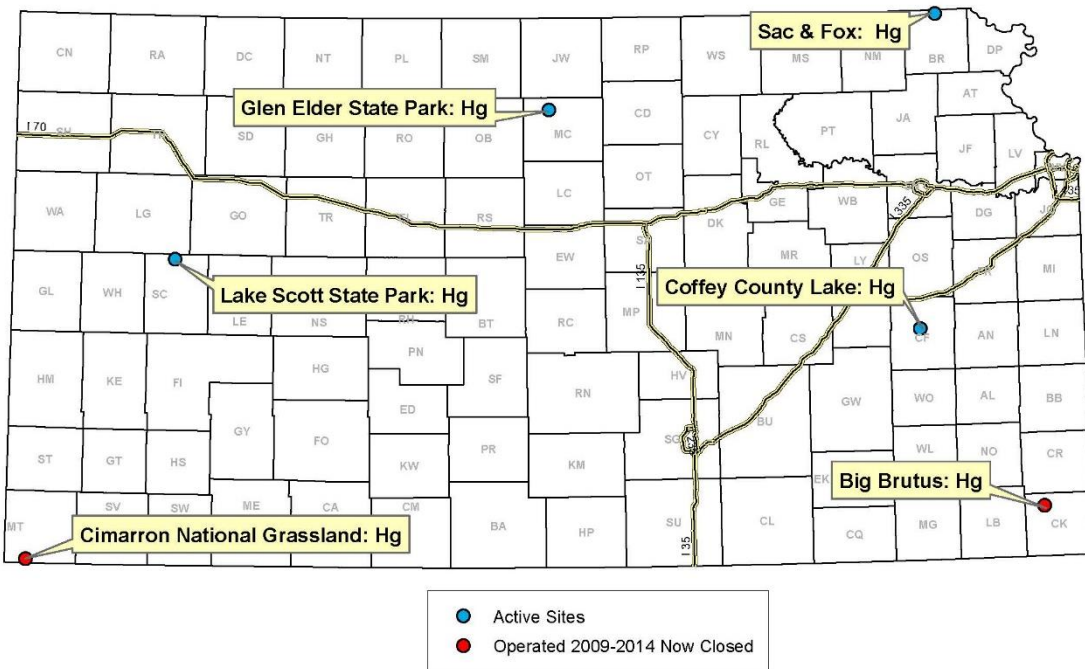 Sac & Fox: Hg
CN RA DC NT PL SM JW RP WS MS NM BR DP
Glen Elder State Park: Hg
MC CD CY RL PT JA AT JF LV
I 70
SD GH RO OB
LC OT
WA LG GO TR RS GE WB DG
DK
I 335
EW MR LY OS MI
GL WH SC
Lake Scott State Park: Hg
I 135
Coffey County Lake: Hg
LE NS BT RC MP MN CS CF AN LN
PN
HM KE FI HG SF RN HV GW WO AL BB
ED
GY FO PR SG BU WL NO CR
ST GT HS KW KM EK
Big Brutus: Hg
MT SV SW ME CA CM BA HP SU CL CQ MG LB CK
Cimarron National Grassland: Hg
I 35
Active Sites
Operated 2009-2014 Now Closed